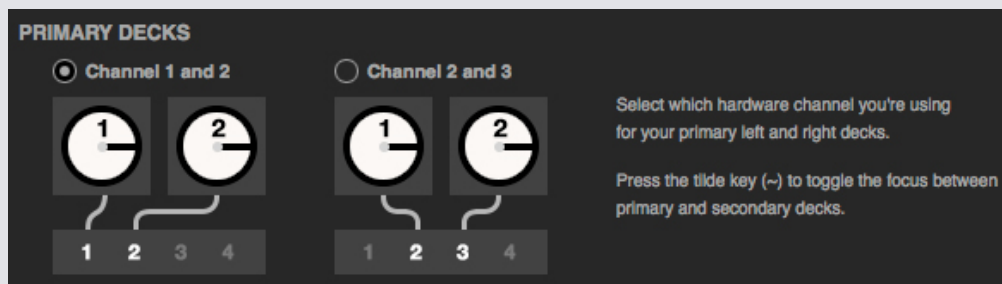 PRIMARY DECKS
Channel 1 and 2
Channel 2 and 3
1 2
1 2
Select which hardware channel you're using
for your primary left and right decks.
Press the tilde key (~) to toggle the focus between
primary and secondary decks.
1 2 3 4
1 2 3 4